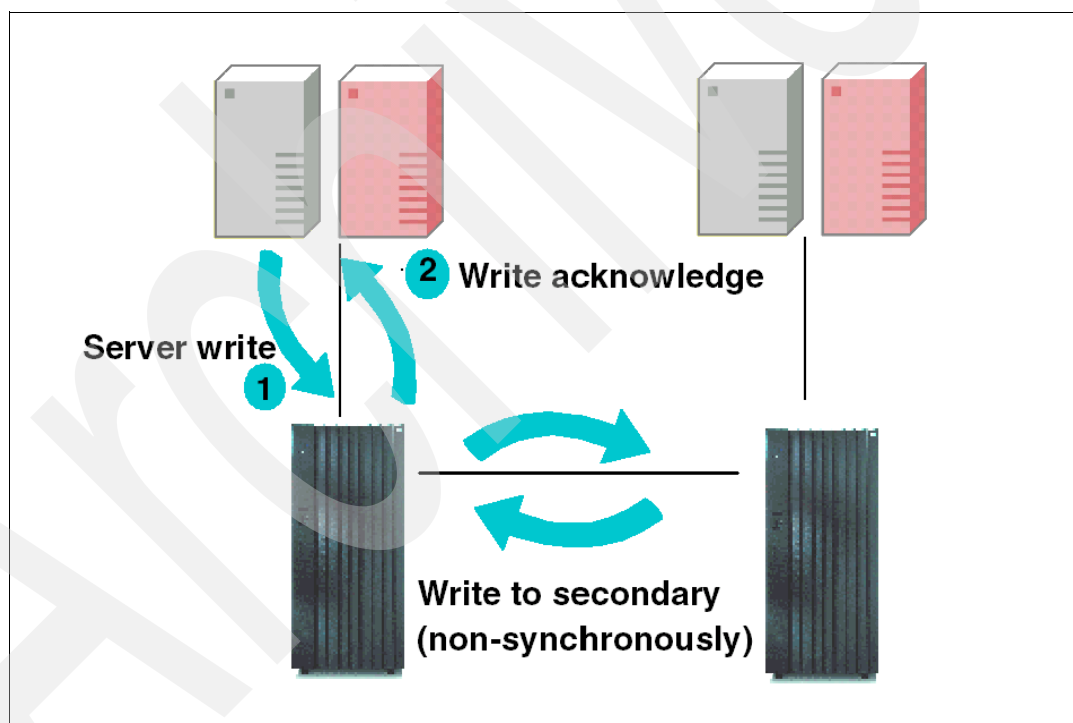 2 Write acknowledge
Server write
1
Write to secondary
(non-synchronously)